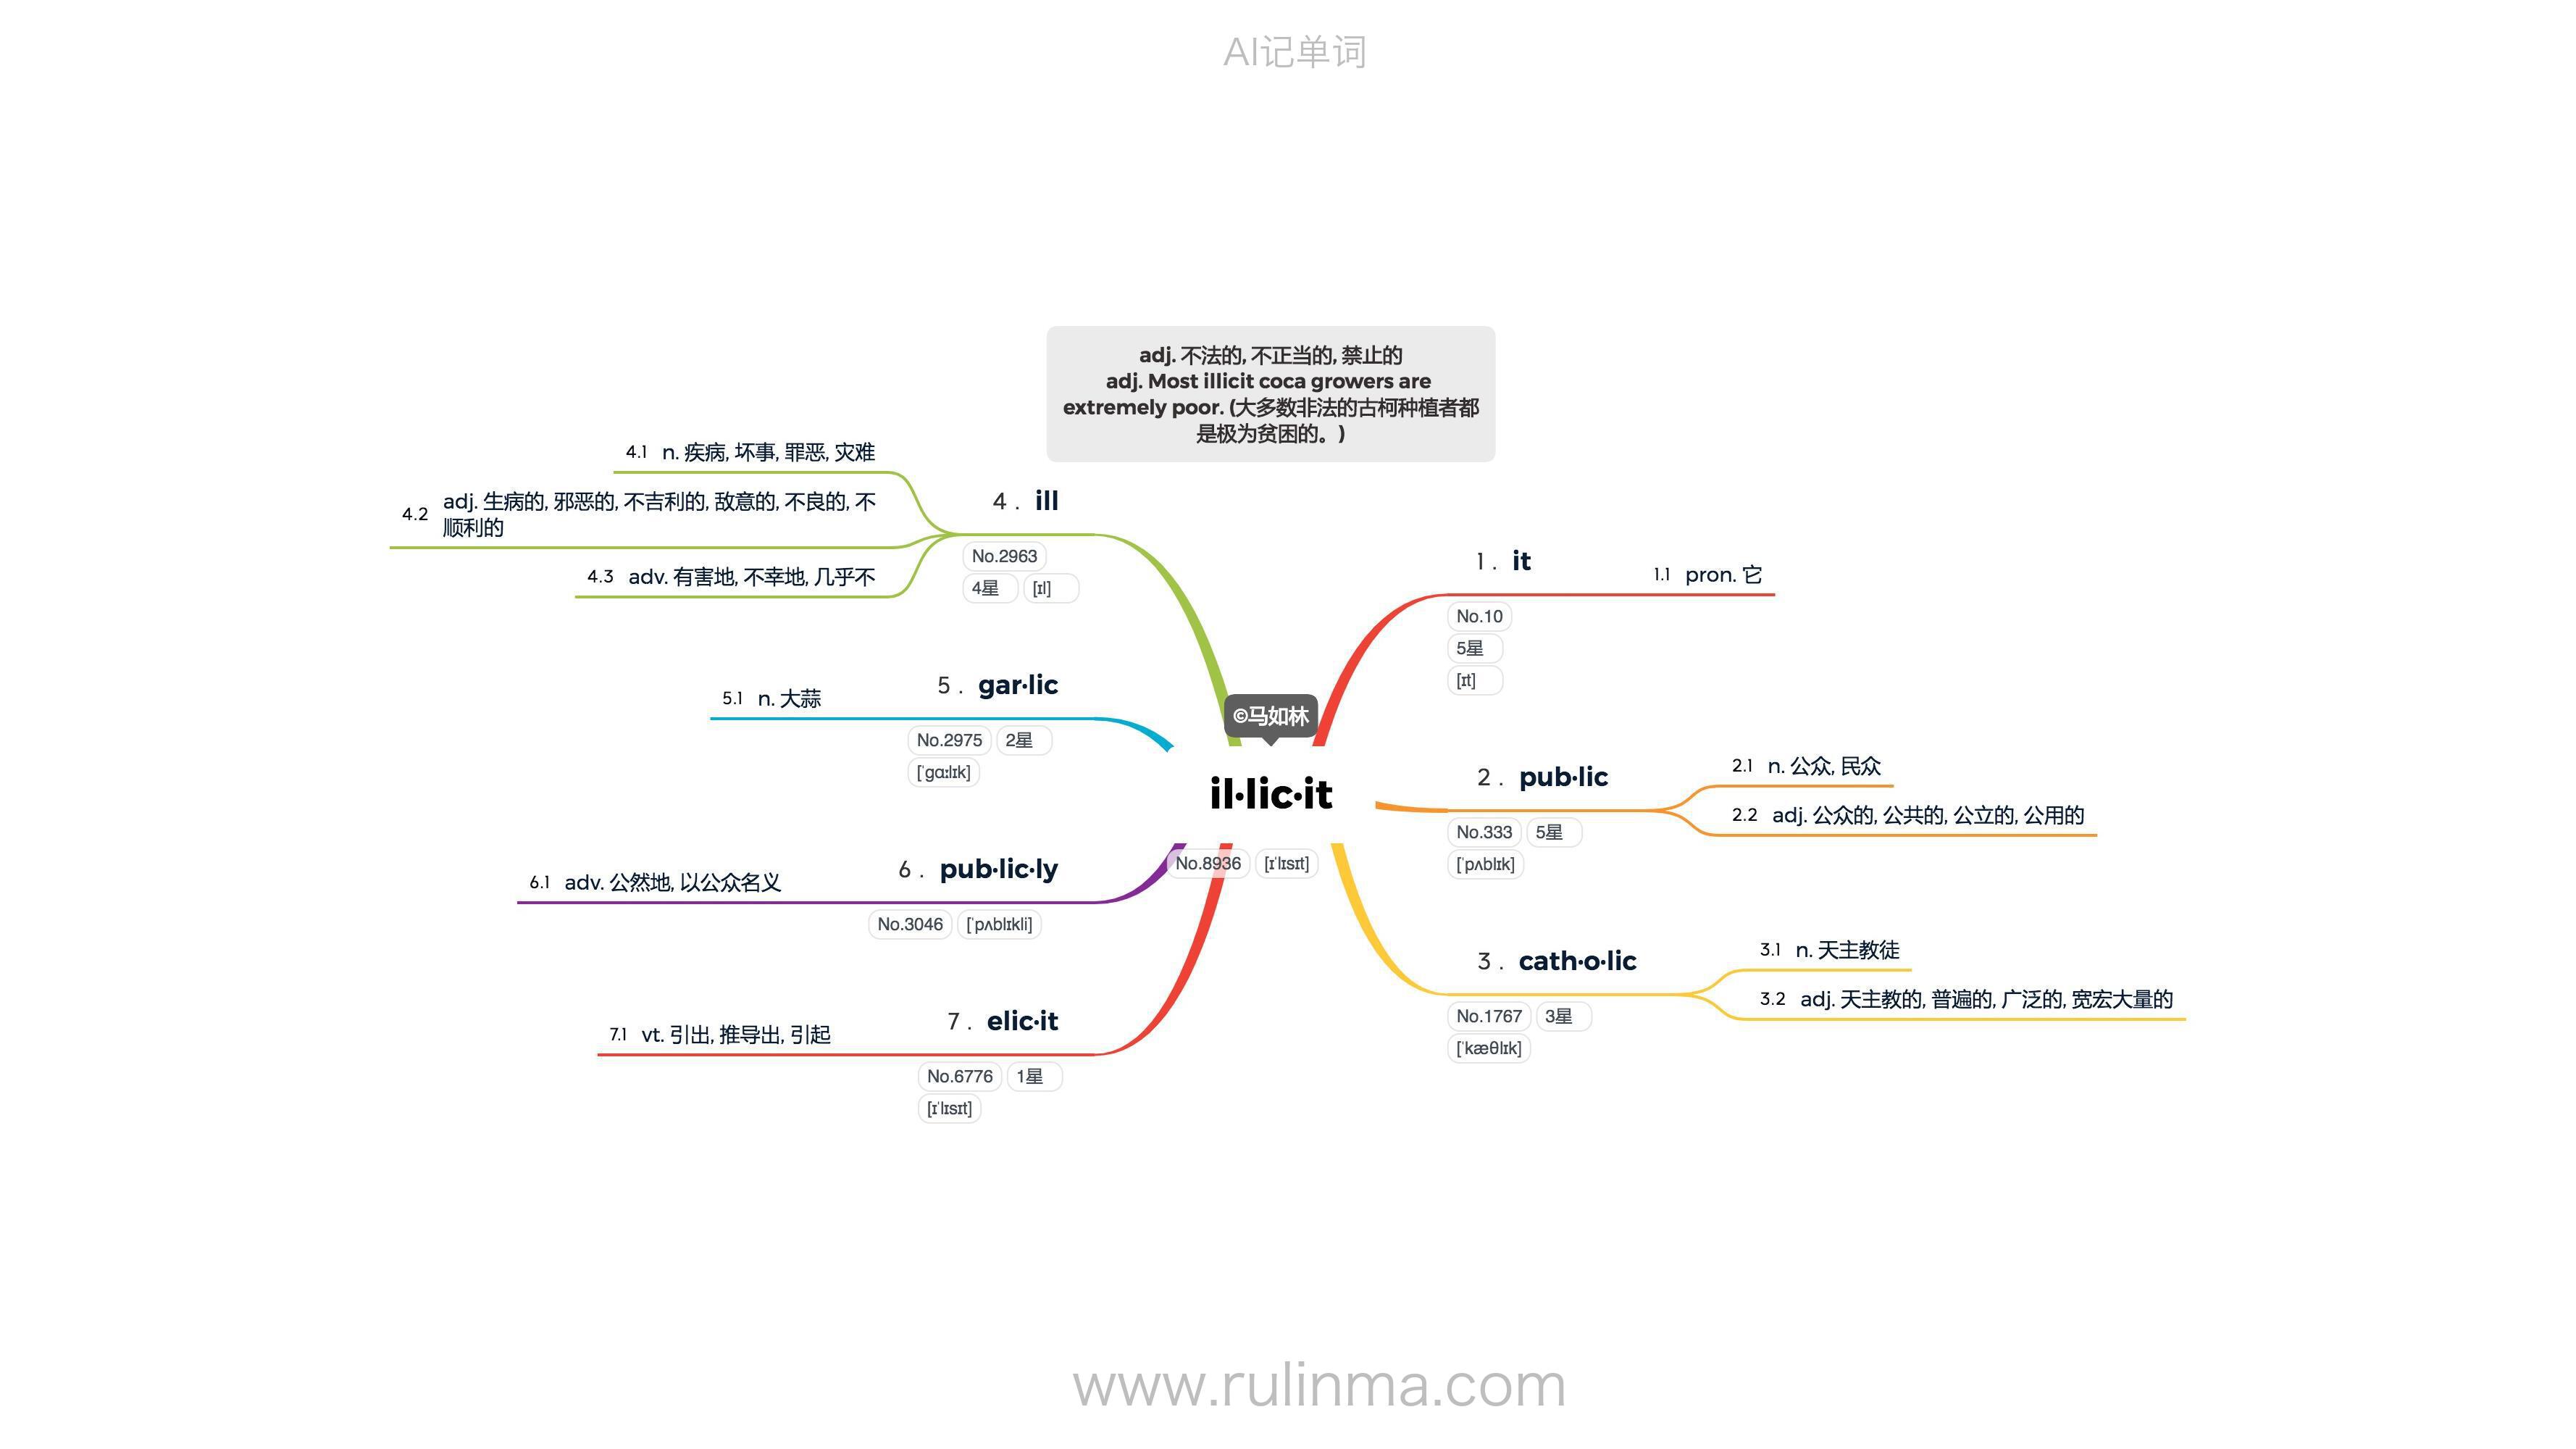 AI记单词
adj. 不法的, 不正当的, 禁止的
adj. Most illicit coca growers are
extremely poor. (大多数非法的古柯种植者都
是极为贫困的。)
©马如林
il·lic·it
No.8936 [ɪˈlɪsɪt]
1 . it
No.10
5星
[ɪt]
1.1 pron. 它
2 . pub·lic
No.333 5星
[ˈpʌblɪk]
2.1 n. 公众, 民众
2.2 adj. 公众的, 公共的, 公立的, 公用的
3 . cath·o·lic
No.1767 3星
[ˈkæθlɪk]
3.1 n. 天主教徒
3.2 adj. 天主教的, 普遍的, 广泛的, 宽宏大量的
4 . ill
No.2963
4星 [ɪl]
4.1 n. 疾病, 坏事, 罪恶, 灾难
4.2 adj. 生病的, 邪恶的, 不吉利的, 敌意的, 不良的, 不
顺利的
4.3 adv. 有害地, 不幸地, 几乎不
5 . gar·lic
No.2975 2星
[ˈɡɑːlɪk]
5.1 n. 大蒜
6 . pub·lic·ly
No.3046 [ˈpʌblɪkli]
6.1 adv. 公然地, 以公众名义
7 . elic·it
No.6776 1星
[ɪˈlɪsɪt]
7.1 vt. 引出, 推导出, 引起
www.rulinma.com